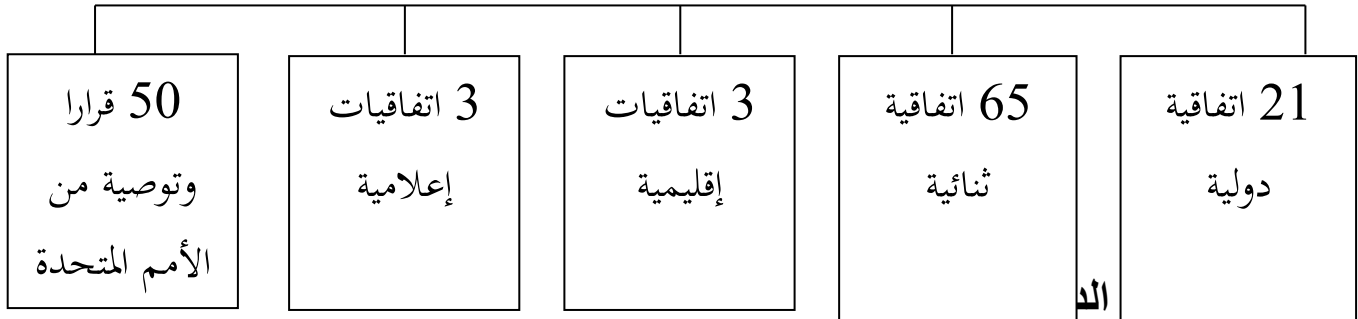 21 اتفاقية
دولية
65 اتفاقية
ثنائية
3 اتفاقيات
إقليمية
3 اتفاقيات
إعلامية
50 قرارا
وتوصية من
الأمم المتحدة